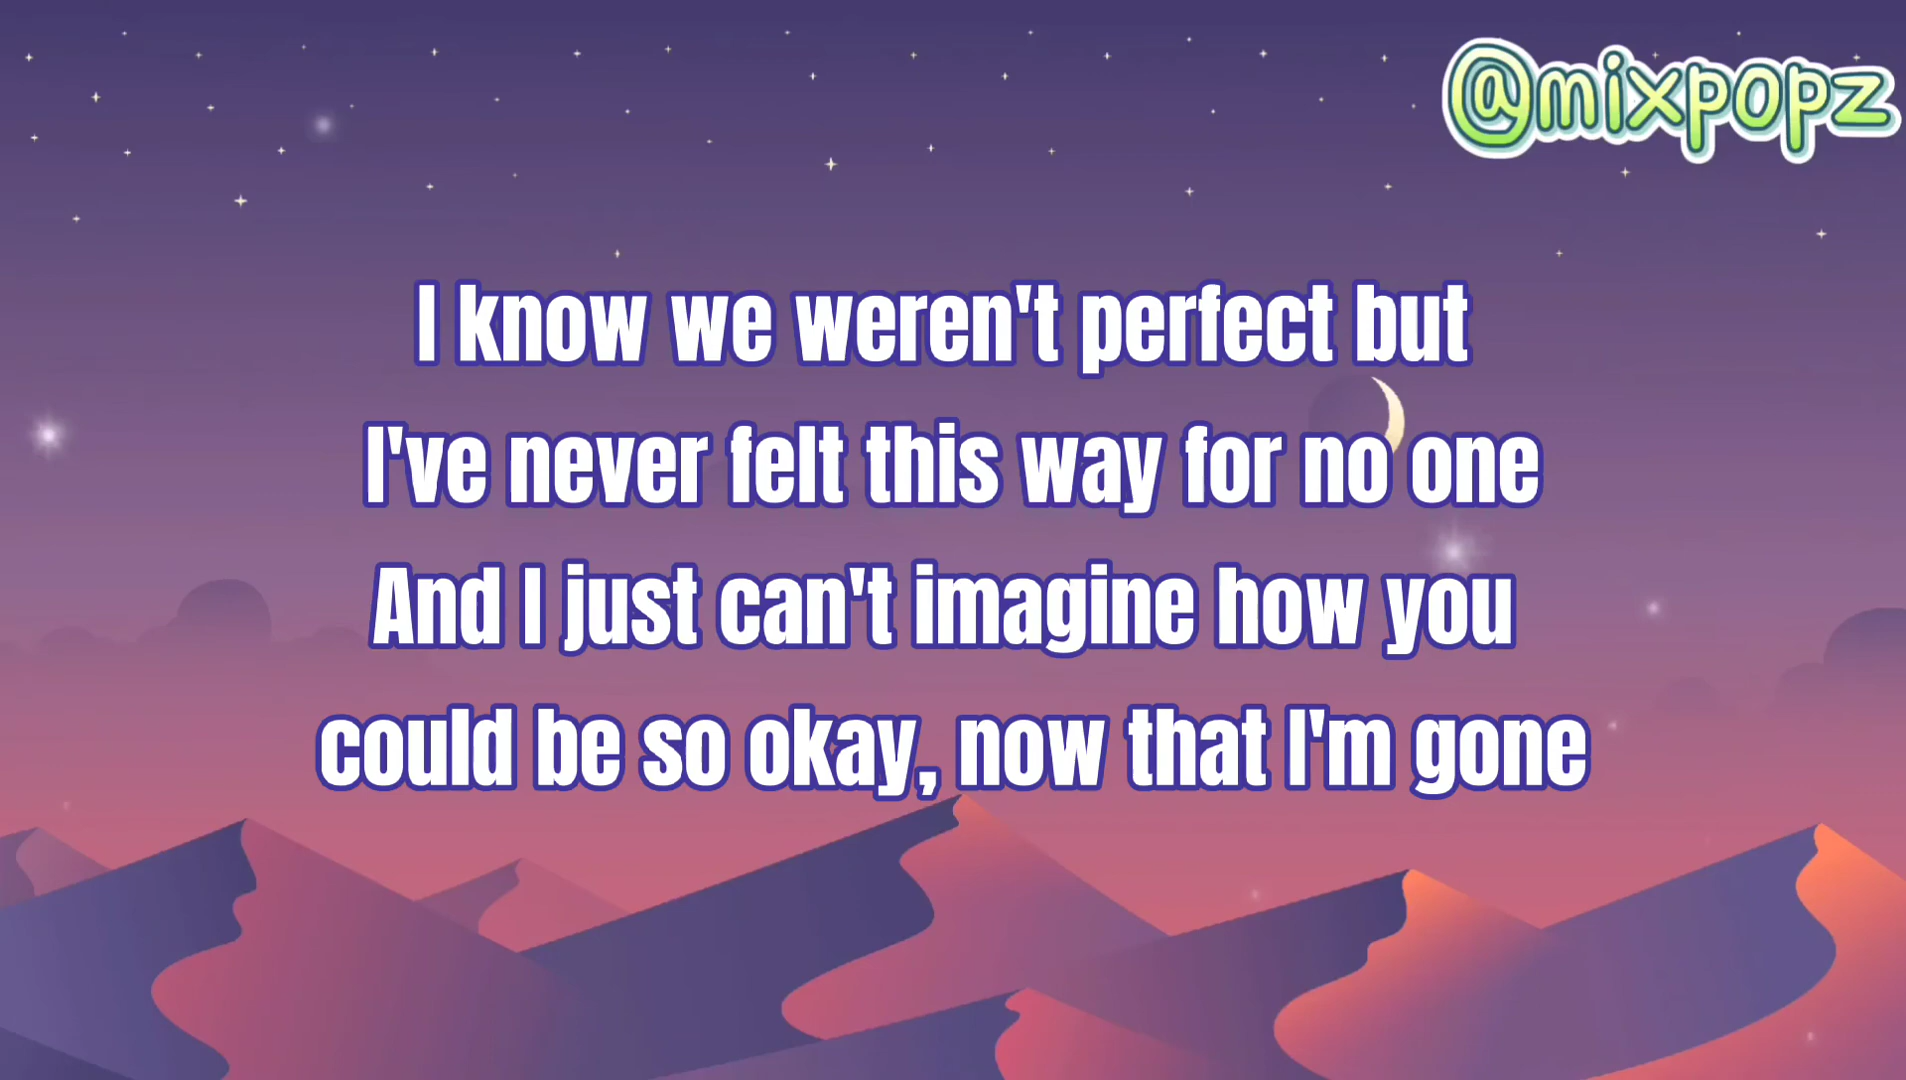 @mixpopz
I know we weren't perfect but
I've never felt this way for no one
And I just can't imagine how you
could be so okay, now that I'm gone